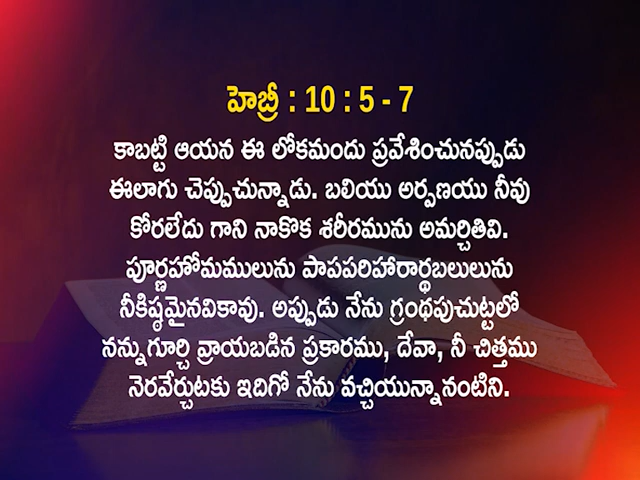 హెబ్రీ : 10 : 5 - 7
కాబట్టి ఆయన ఈ లోకమందు ప్రవేశించునప్పుడు
ఈలాగు చెప్పుచున్నాడు. బలియు అర్పణయు నీవు
కోరలేదు గాని నాకొక శరీరమును అమర్చితివి.
పూర్ణహోమములును పాపపరిహారార్థబలులును
నీకిష్ఠమైనవికావు. అప్పుడు నేను గ్రంథపుచుట్టలో
నన్నుగూర్చి వ్రాయబడిన ప్రకారము, దేవా, నీ చిత్తము
నెరవేర్చుటకు ఇదిగో నేను వచ్చియున్నానంటిని.